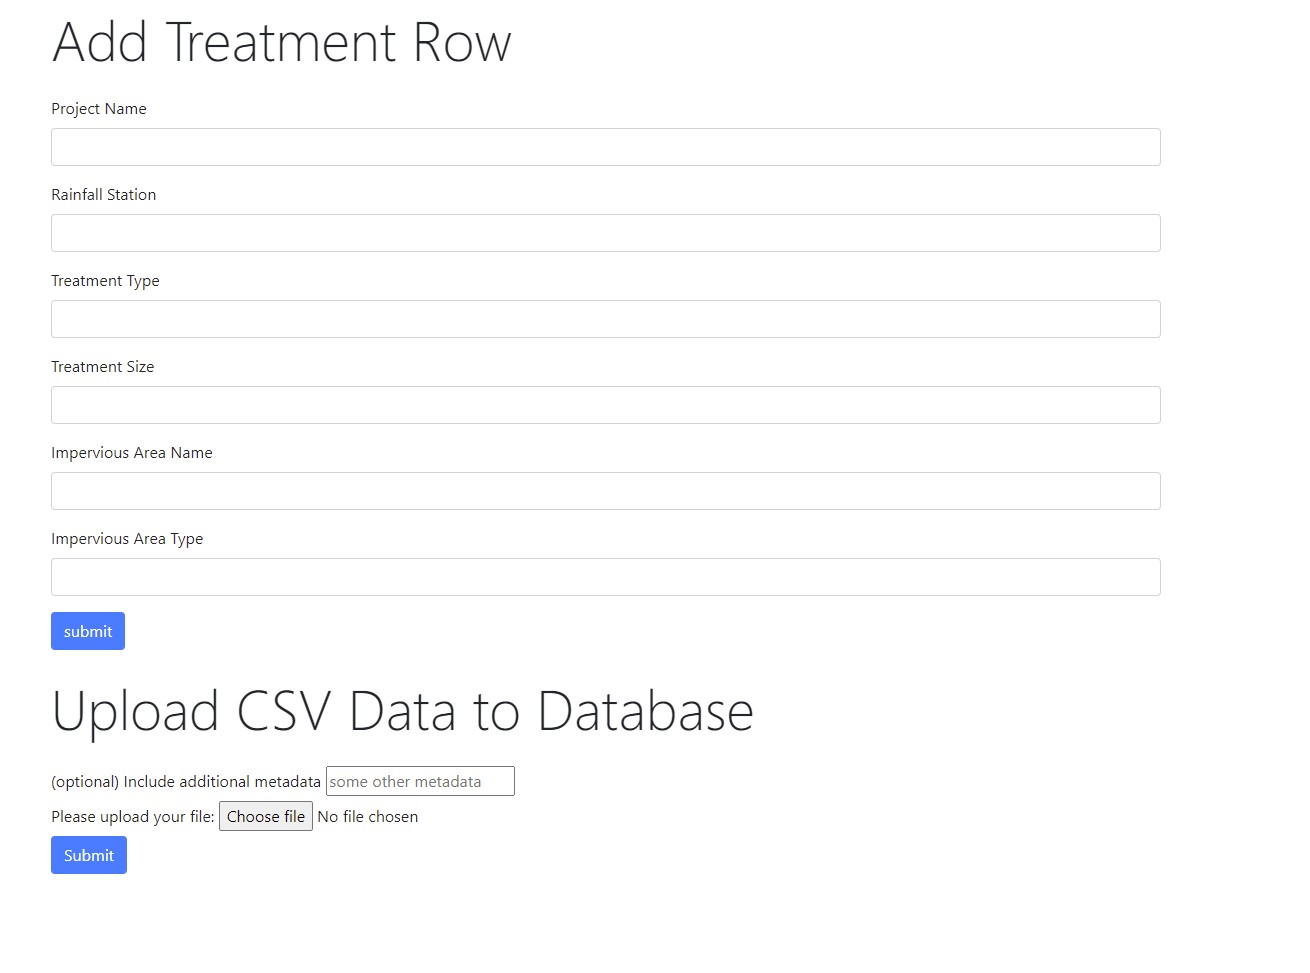 Add Treatment Row
Project Name
Rainfall Station
Treatment Type
Treatment Size
Impervious Area Name
Impervious Area Type
submit
Upload CSV Data to Database
(optional) Include additional metadata some other metadata
Please upload your file: Choose file No file chosen
Submit